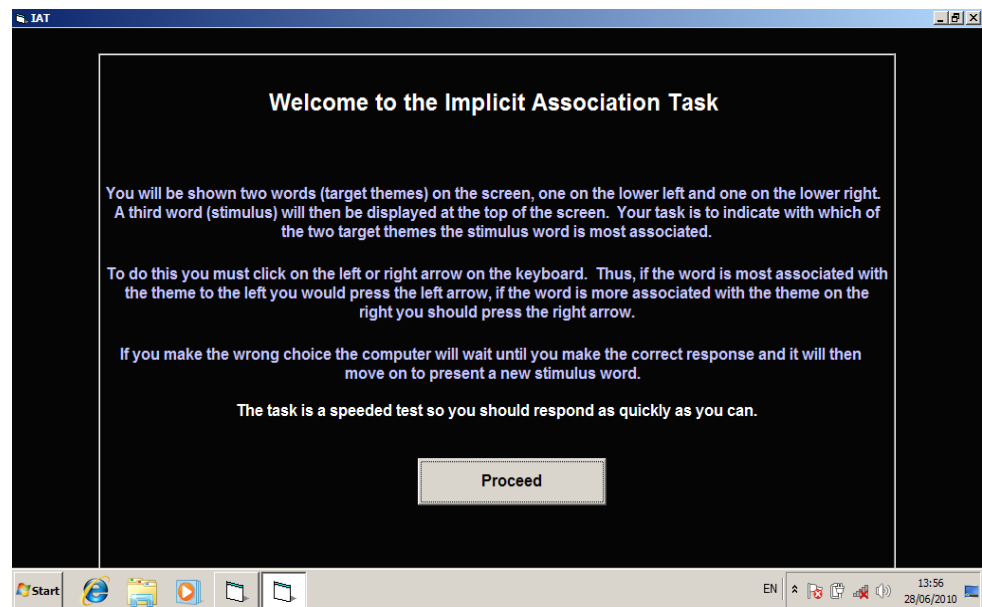 IAT
Welcome to the Implicit Association Task
You will be shown two words (target themes) on the screen, one on the lower left and one on the lower right.
A third word (stimulus) will then be displayed at the top of the screen. Your task is to indicate with which of
the two target themes the stimulus word is most associated.
To do this you must click on the left or right arrow on the keyboard. Thus, if the word is most associated with
the theme to the left you would press the left arrow, if the word is more associated with the theme on the
right you should press the right arrow.
If you make the wrong choice the computer will wait until you make the correct response and it will then
move on to present a new stimulus word.
The task is a speeded test so you should respond as quickly as you can.
Proceed
Start
EN
13:56
28/06/2010